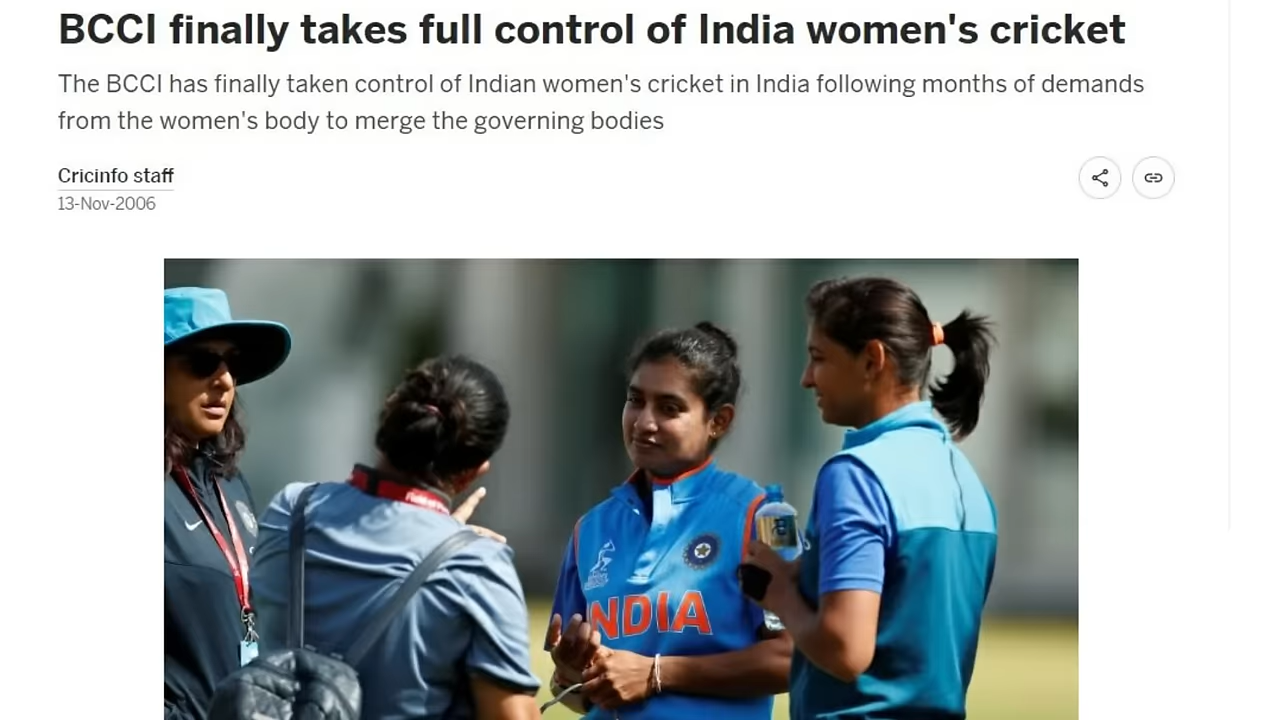 BCCI finally takes full control of India women's cricket
The BCCI has finally taken control of Indian women's cricket in India following months of demands
from the women's body to merge the governing bodies
Cricinfo staff
13-Nov-2006
INDIA